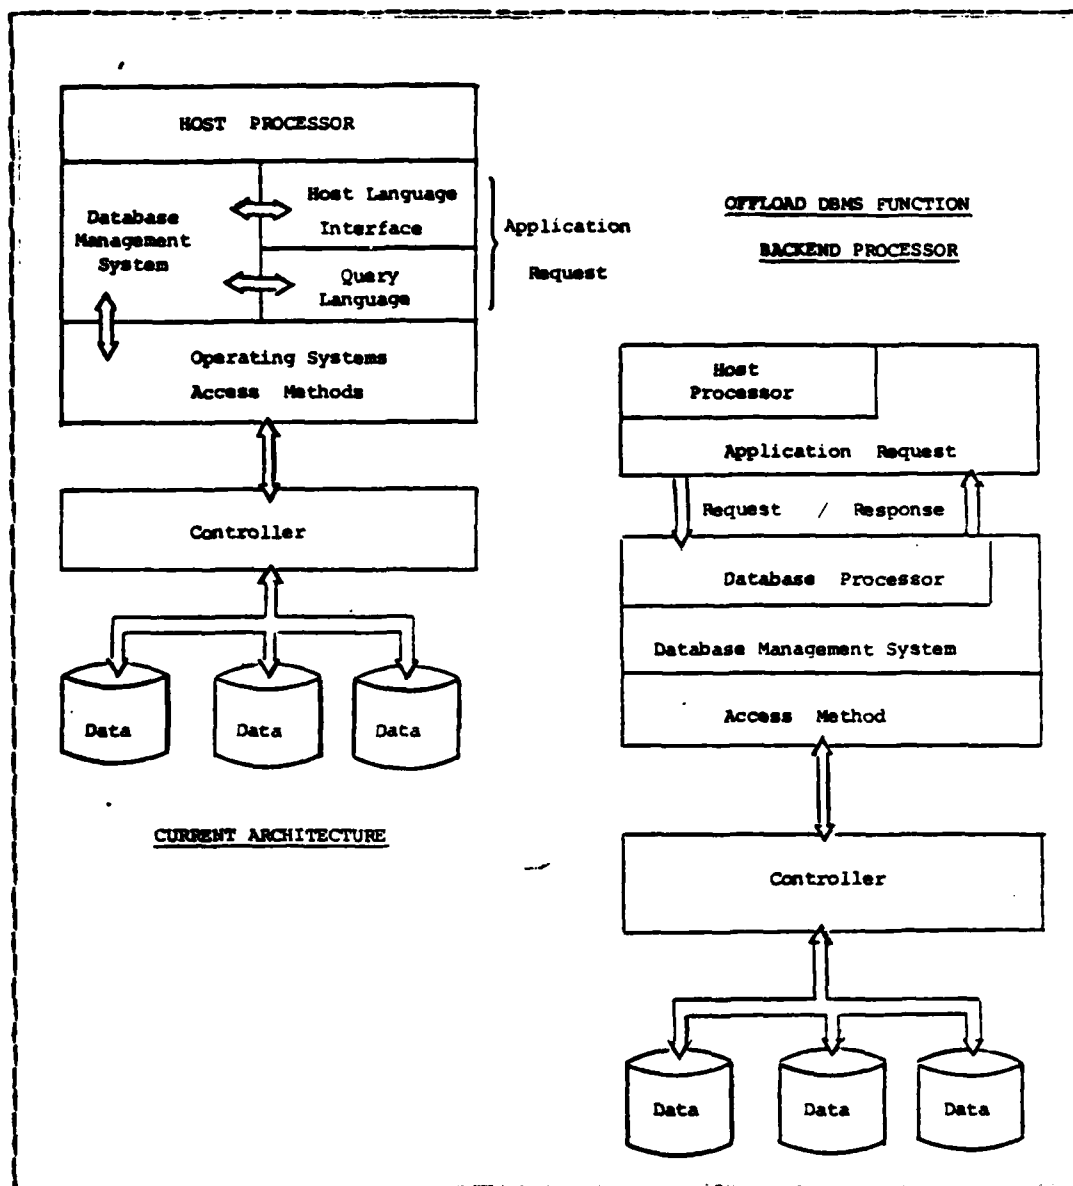 HOST PROCESSOR
Database
Management
System
Host Language
Interface
Query
Language
Application
Request
Operating Systems
Access Methods
Controller
Data
Data
Data
CURRENT ARCHITECTURE
OFFLOAD DBMS FUNCTION
BACKEND PROCESSOR
Host
Processor
Application Request
Request / Response
Database Processor
Database Management System
Access Method
Controller
Data
Data
Data